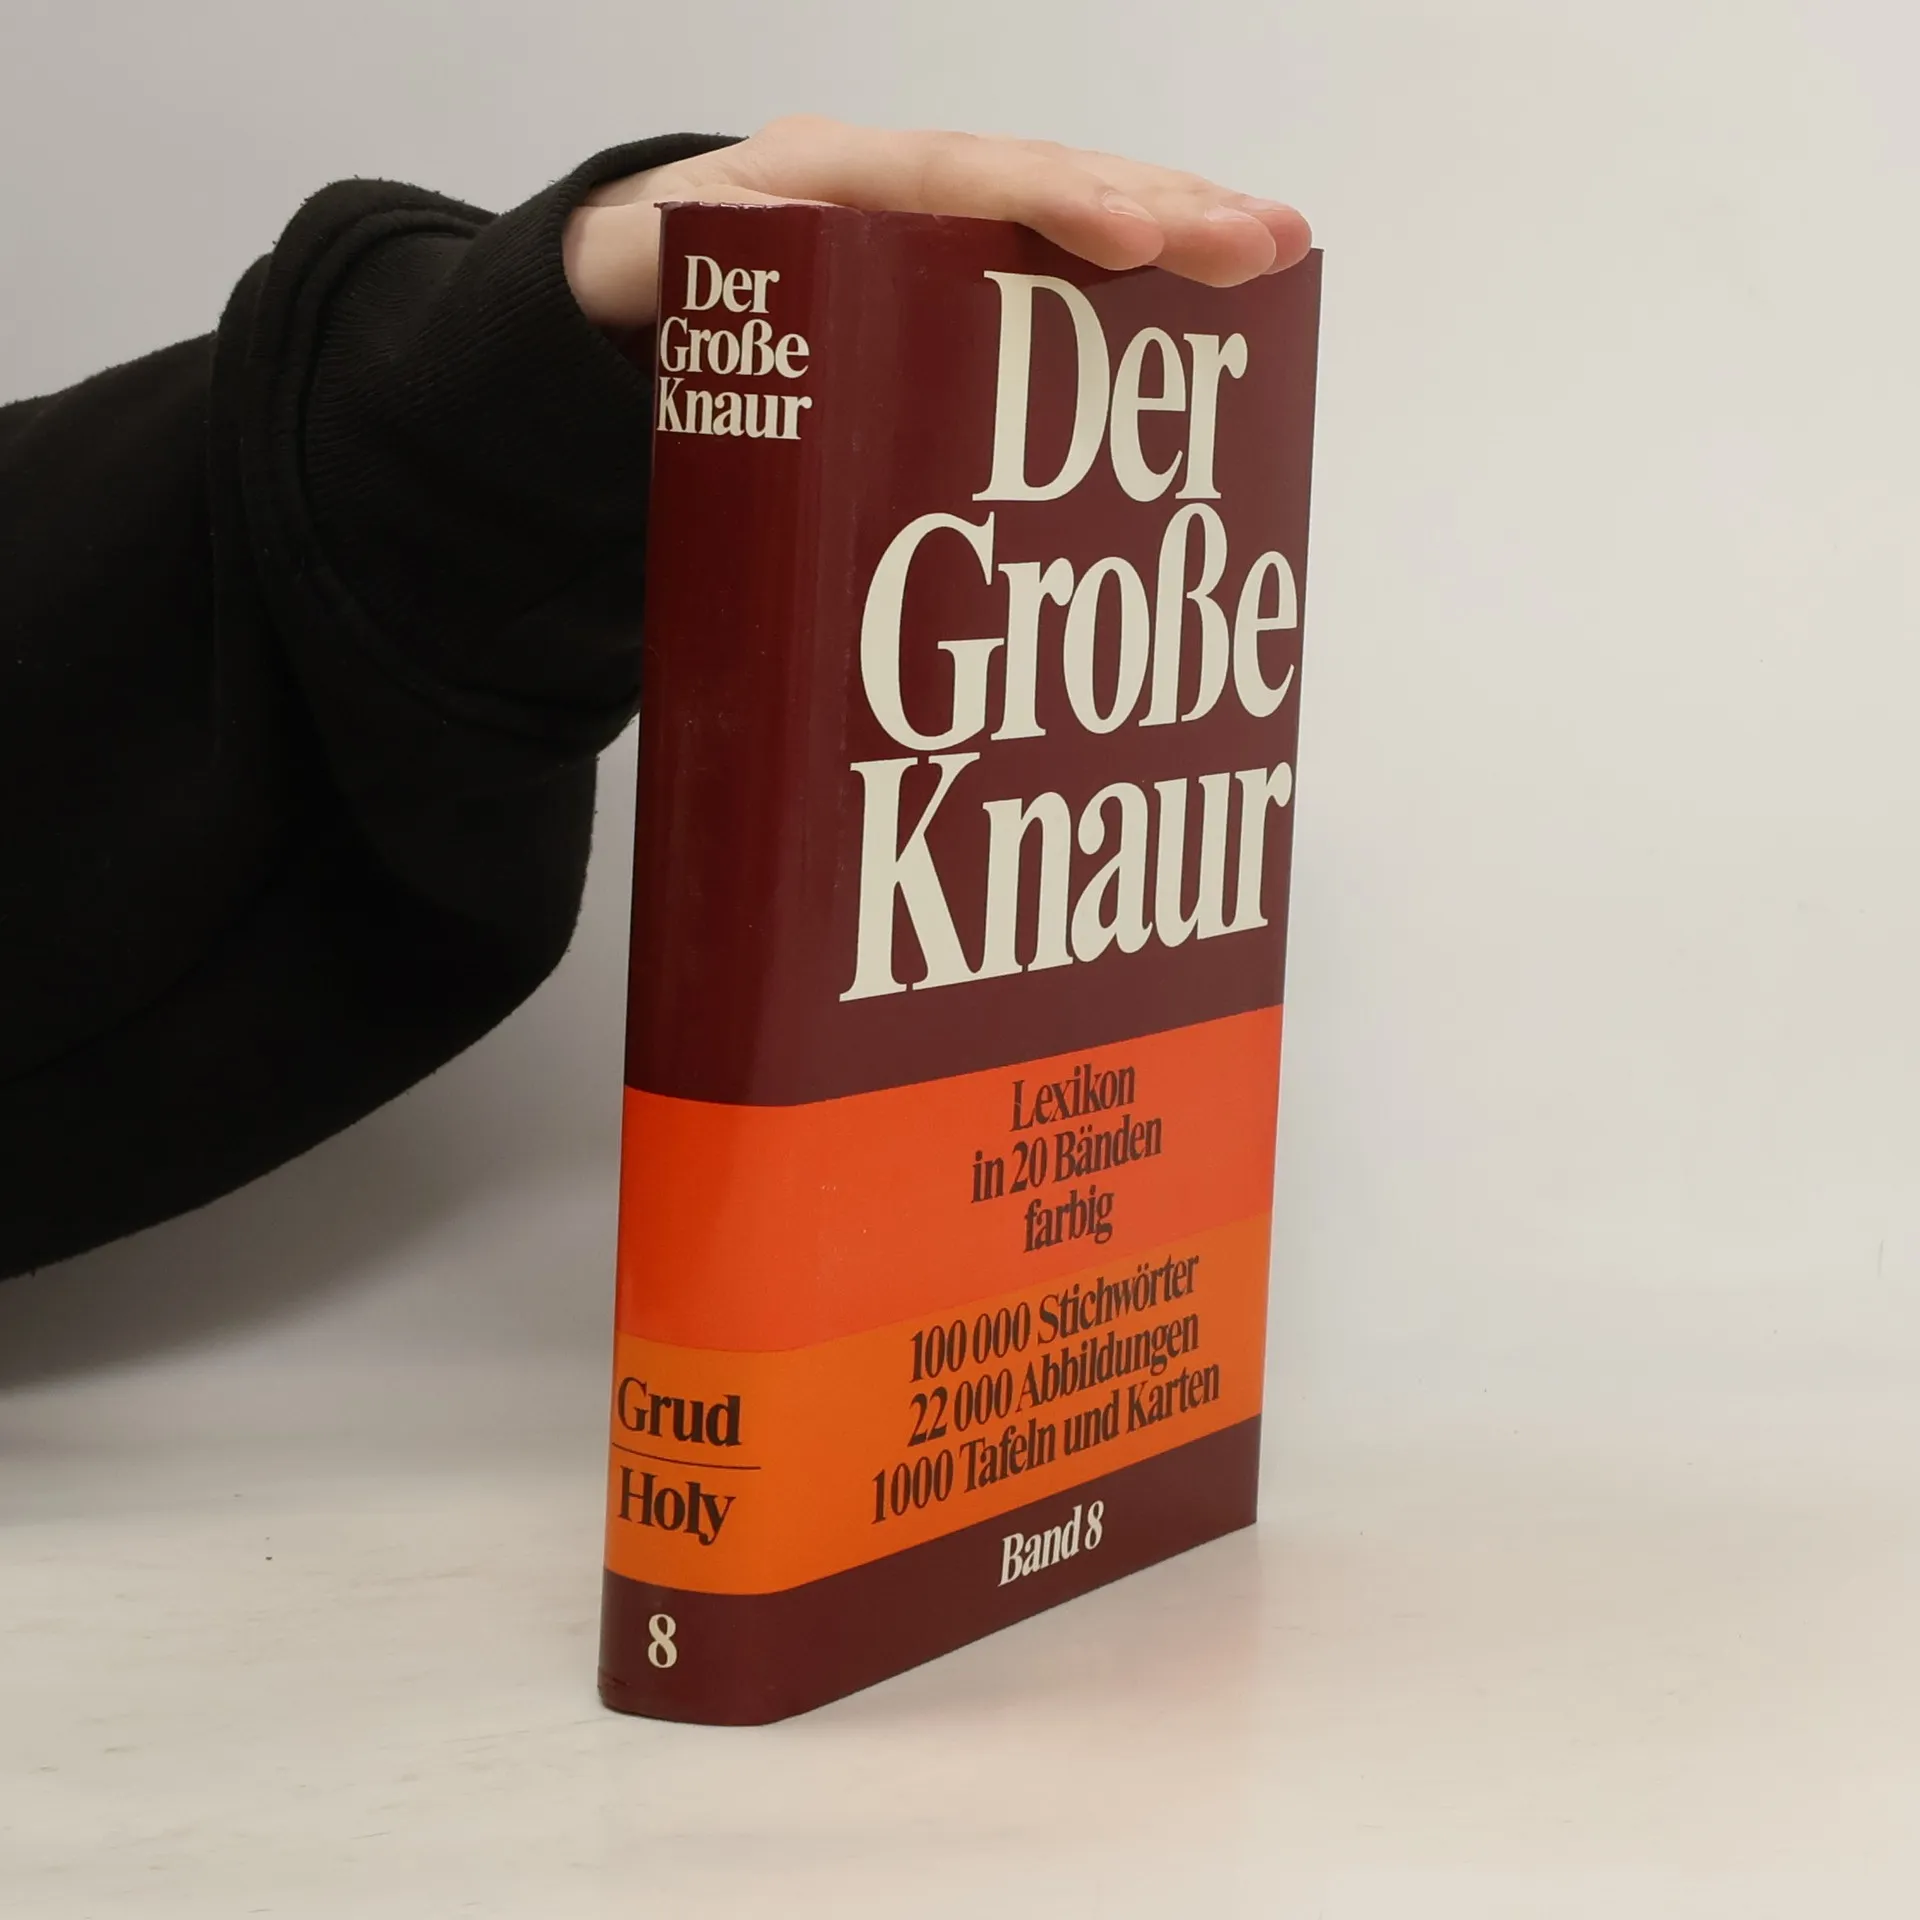 Der
Große
Knaur
Grud
Holy
8
Der
Große
Knaur
Lexikon
in 20 Bänden
farbig
100 000 Stichwörter
22 000 Abbildungen
1000 Tafeln und Karten
Band 8